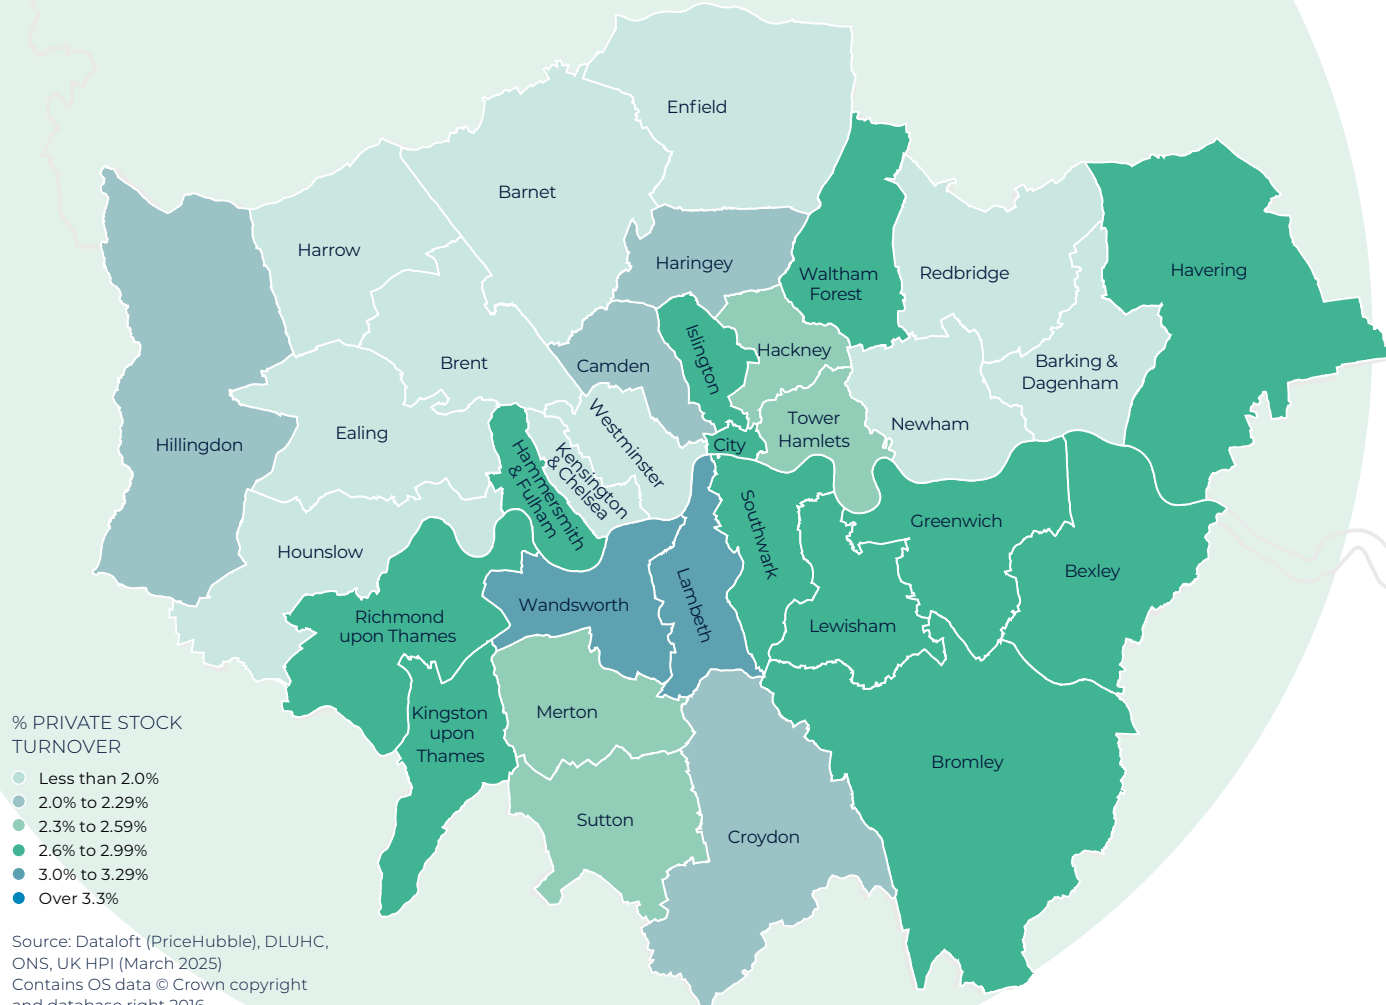 Enfield
Barnet
Harrow
Haringey
Waltham
Forest
Redbridge
Havering
Islington
Hackney
Brent
Camden
Barking &
Dagenham
Westminster
Tower
Hamlets
Newham
Ealing
Hillingdon
City
Kensington
& Chelsea
Hammersmith
& Fulham
Southwark
Greenwich
Hounslow
Bexley
Wandsworth
Lambeth
Richmond
upon Thames
Lewisham
Kingston
upon
Thames
Merton
Bromley
Sutton
Croydon
% PRIVATE STOCK
TURNOVER
Less than 2.0%
2.0% to 2.29%
2.3% to 2.59%
2.6% to 2.99%
3.0% to 3.29%
Over 3.3%
Source: Dataloft (PriceHubble), DLUHC,
ONS, UK HPI (March 2025)
Contains OS data © Crown copyright
and database right 2016